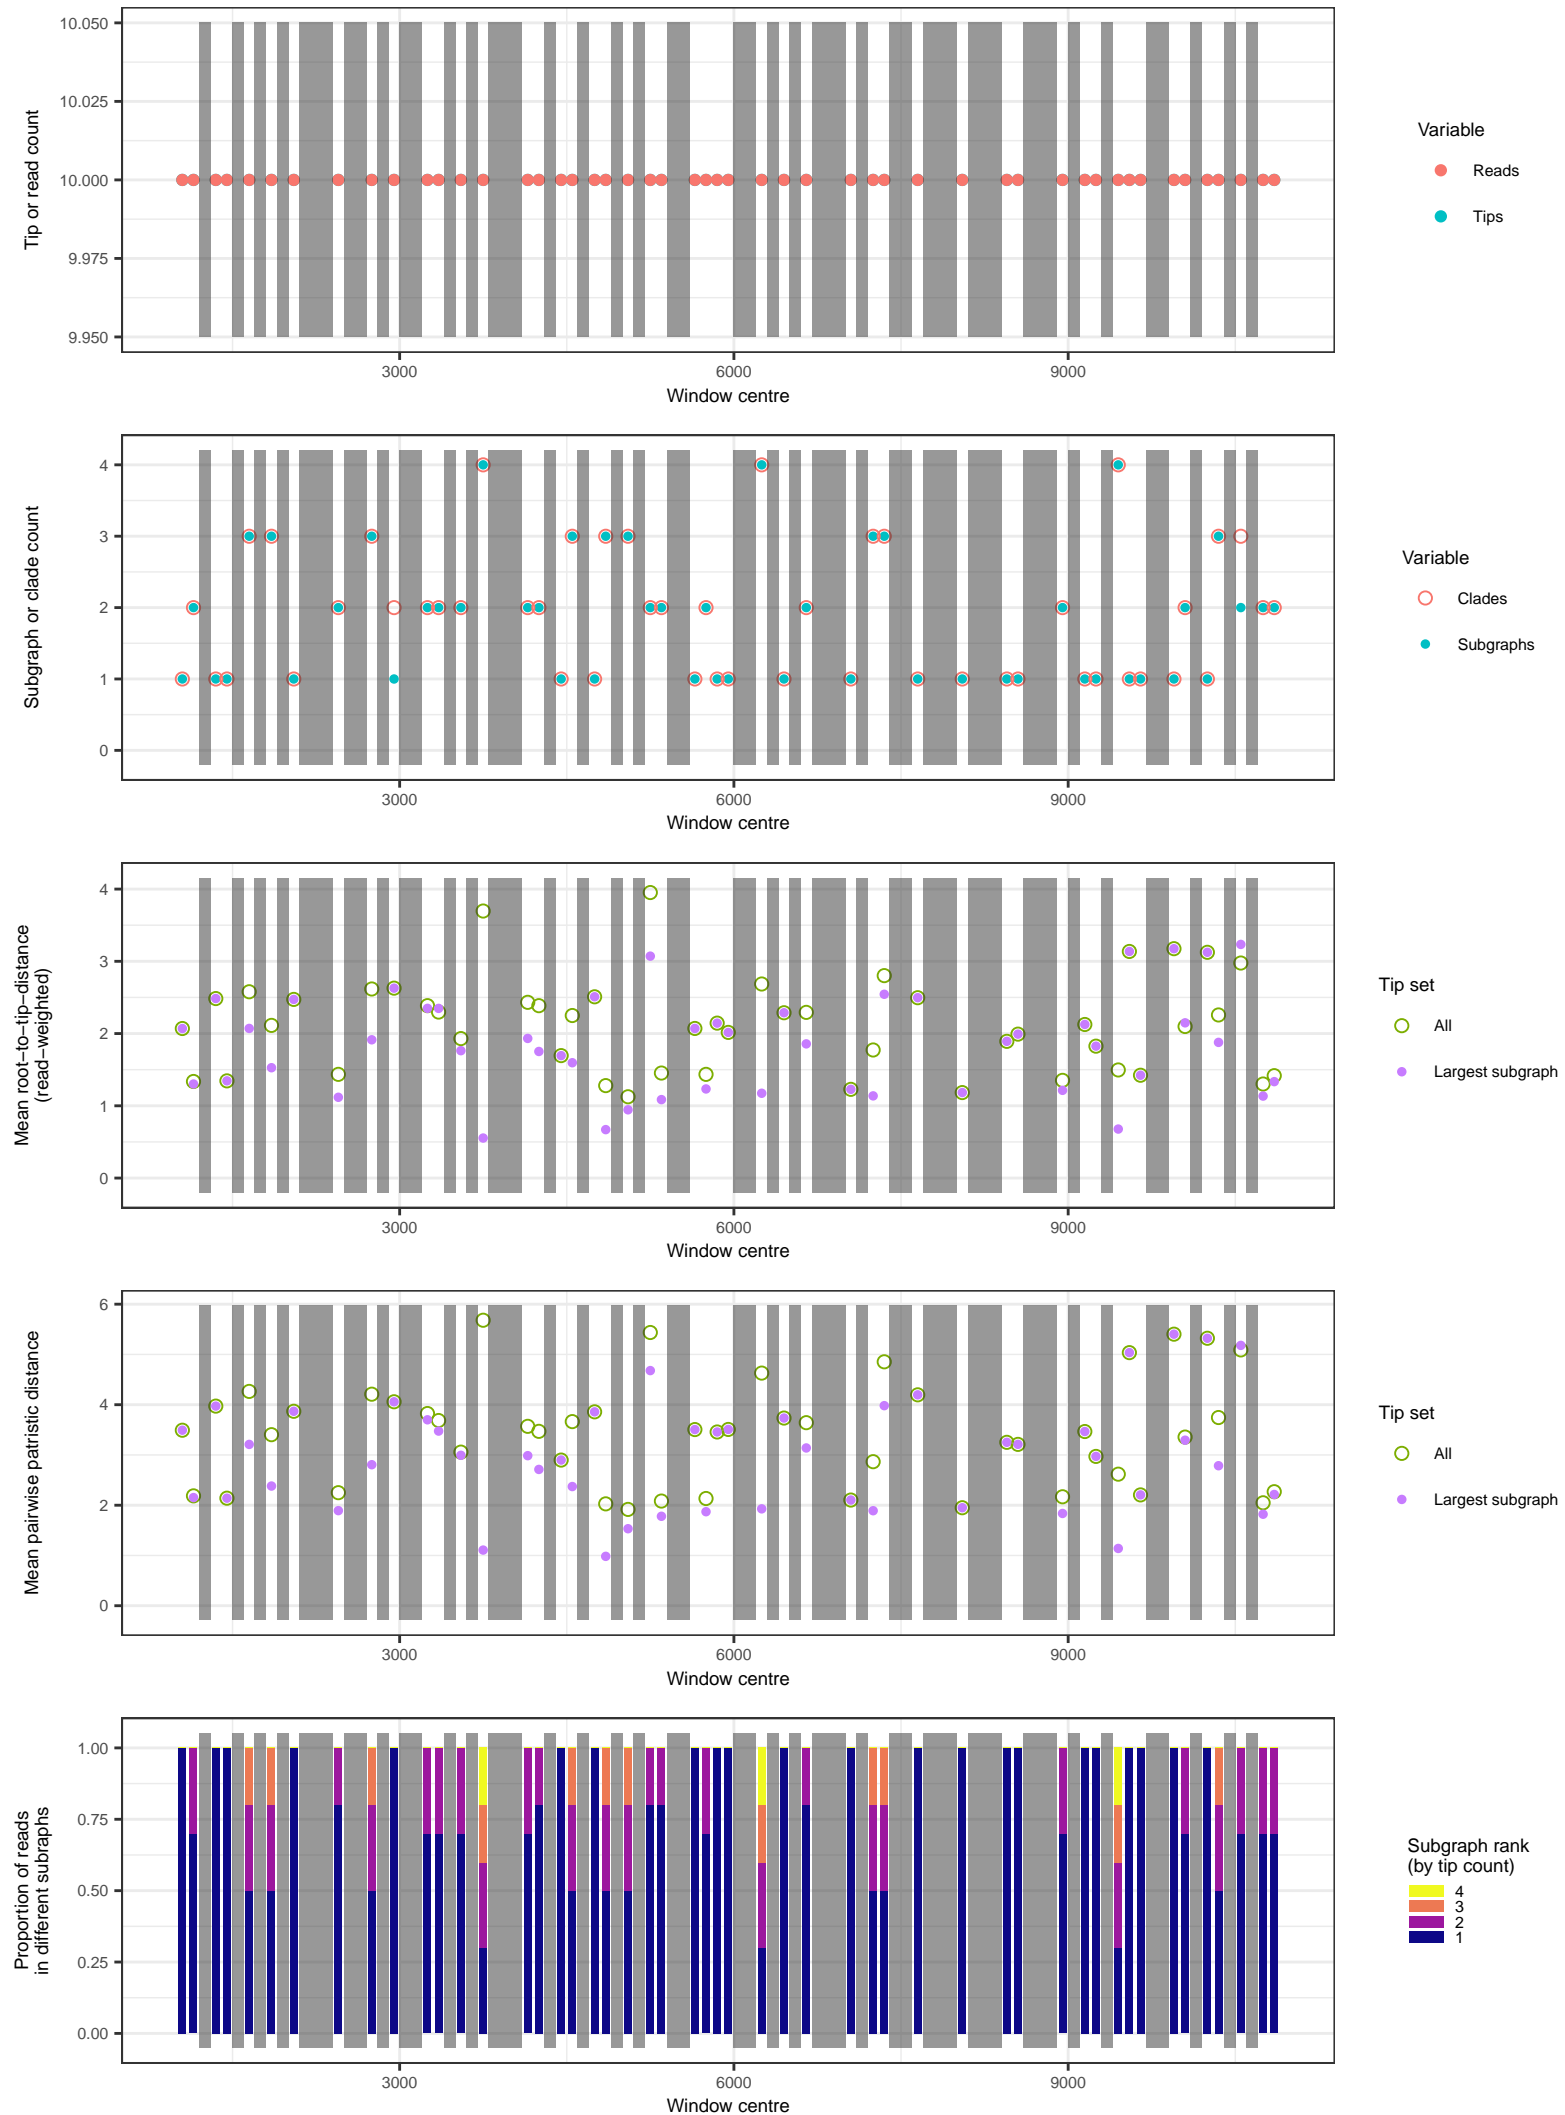 10.050
10.025
10.000
9.975
9.950
Tip or read count
3000
6000
9000
Window centre
Variable
Reads
Tips
4
3
2
1
0
Subgraph or clade count
3000
6000
9000
Window centre
Variable
Clades
Subgraphs
4
3
2
1
0
Mean root−to−tip−distance
(read−weighted)
3000
6000
9000
Window centre
Tip set
All
Largest subgraph
6
4
2
0
Mean pairwise patristic distance
3000
6000
9000
Window centre
Tip set
All
Largest subgraph
1.00
0.75
0.50
0.25
0.00
Proportion of reads
in different subraphs
3000
6000
9000
Window centre
Subgraph rank
(by tip count)
4
3
2
1